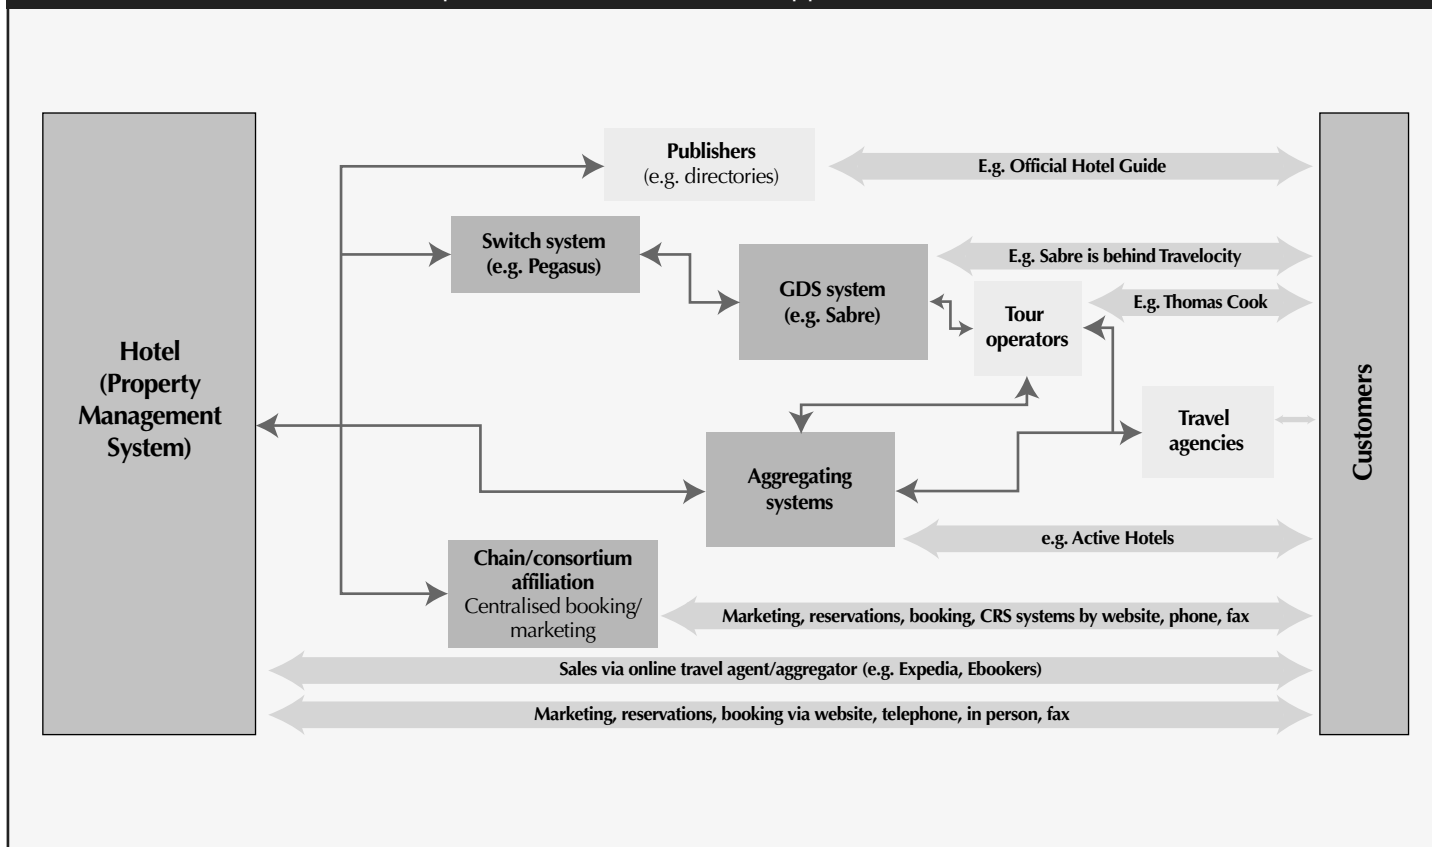 Publishers
(e.g. directories)
E.g. Official Hotel Guide
Switch system
(e.g. Pegasus)
E.g. Sabre is behind Travelocity
GDS system
(e.g. Sabre)
E.g. Thomas Cook
Tour
operators
Hotel
(Property
Management
System)
Travel
agencies
Customers
Aggregating
systems
e.g. Active Hotels
Chain/consortium
affiliation
Centralised booking/
marketing
Marketing, reservations, booking, CRS systems by website, phone, fax
Sales via online travel agent/aggregator (e.g. Expedia, Ebookers)
Marketing, reservations, booking via website, telephone, in person, fax